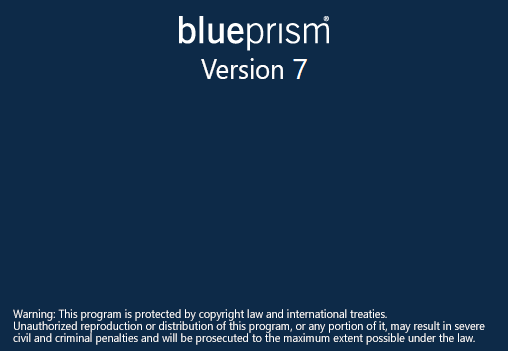 blueprism®
Version 7
Warning: This program is protected by copyright law and international treaties.
Unauthorized reproduction or distribution of this program, or any portion of it, may result in severe
civil and criminal penalties and will be prosecuted to the maximum extent possible under the law.